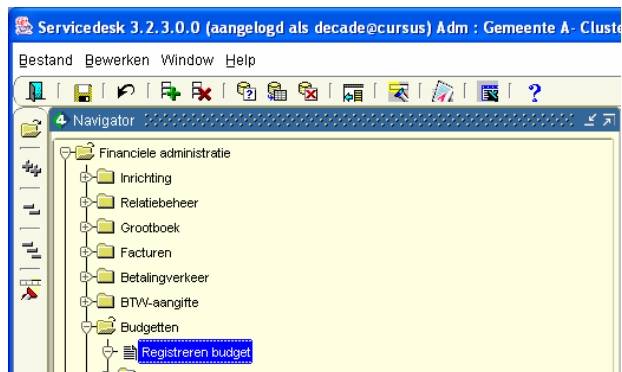 Servicedesk 3.2.3.0.0 (aangelogd als decade@cursus) Adm : Gemeente A- Cluste
Bestand Bewerken Window Help
4 Navigator
Financiele administratie
Inrichting
Relatiebeheer
Grootboek
Facturen
Betalingverkeer
BTW-aangifte
Budgetten
Registreren budget